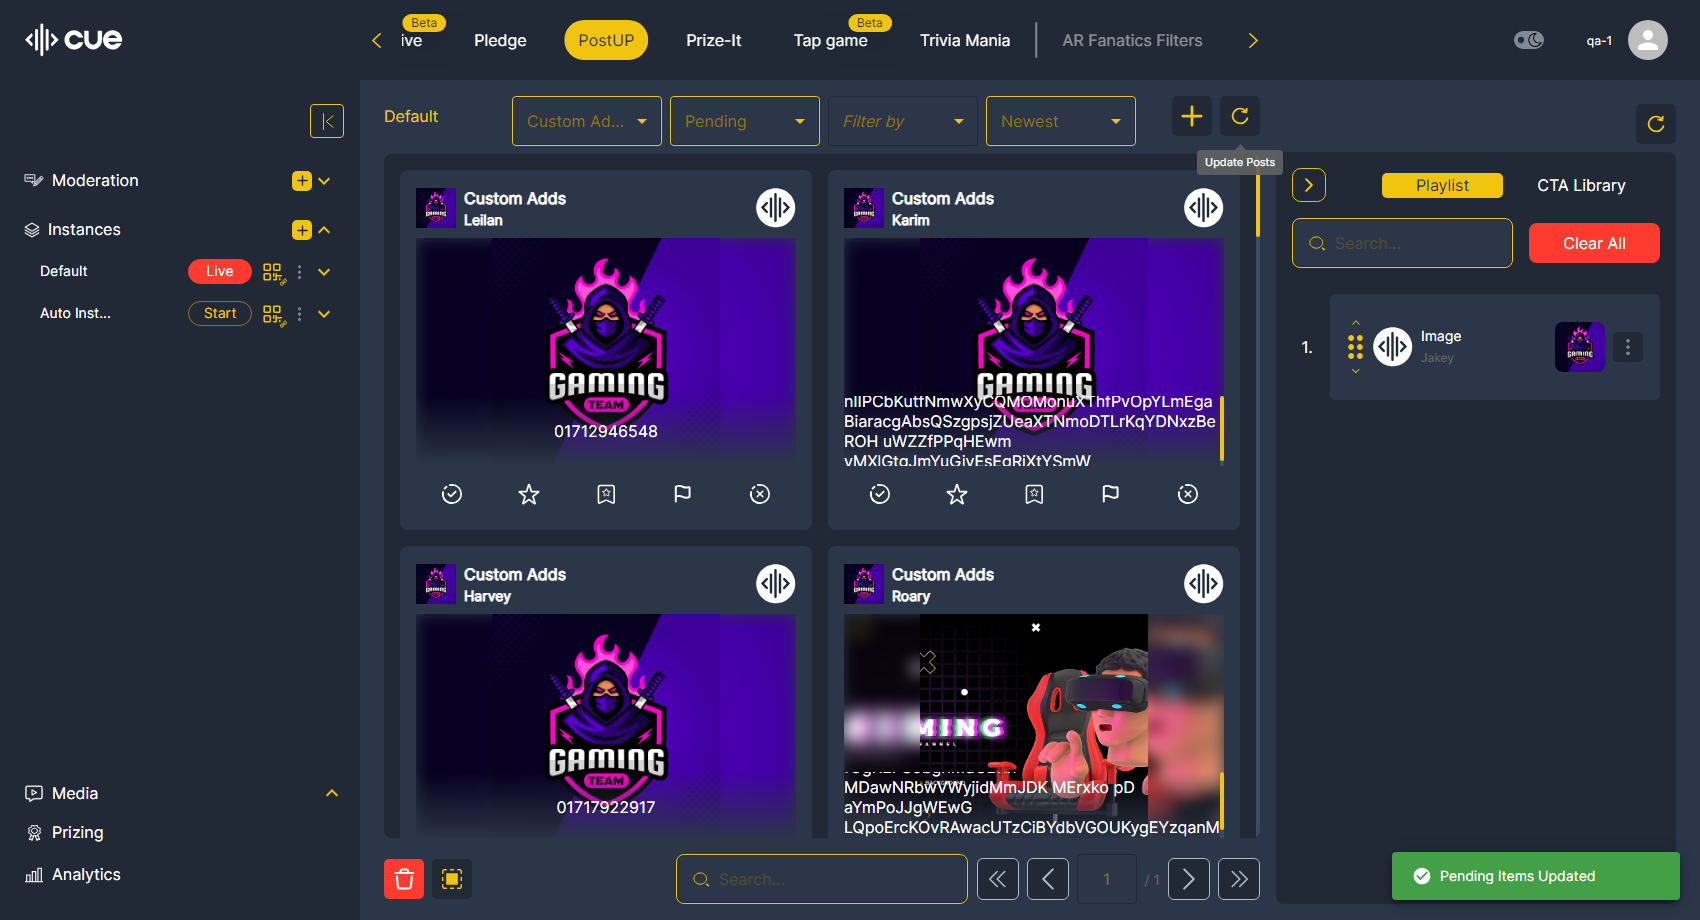 cue
Beta
ive
Pledge
PostUP
Prize-It
Beta
Tap game
Trivia Mania
AR Fanatics Filters
qa-1
Moderation
Instances
Default
Live
Auto Inst...
Start
Media
Prizing
Analytics
Default
Custom Ad...
Pending
Filter by
Newest
Update Posts
Custom Adds
Leilan
GAMING
TEAM
01712946548
Custom Adds
Karim
GAMING
nIIPCbKutfNmwXyCQMOMonuXThfPvOpYLmEga
BiaracgAbsQSzgpsjZUeaXTNmoDTLrKqYDNxzBe
ROH uWZZfPPqHEwm
vMXlGtqJmYuGivEsEgRiXtYSmW
Custom Adds
Harvey
GAMING
TEAM
01717922917
Custom Adds
Roary
MING
ANNEL
MDawNRbwVWyjidMmJDK MErxko pD
aYmPoJJgWEwG
LQpoErcKOvRAwacUTzCiBYdbVGOUKygEYzqanM
Search...
1
/ 1
Playlist
CTA Library
Search...
Clear All
1.
Image
Jakey
GAMING
Pending Items Updated